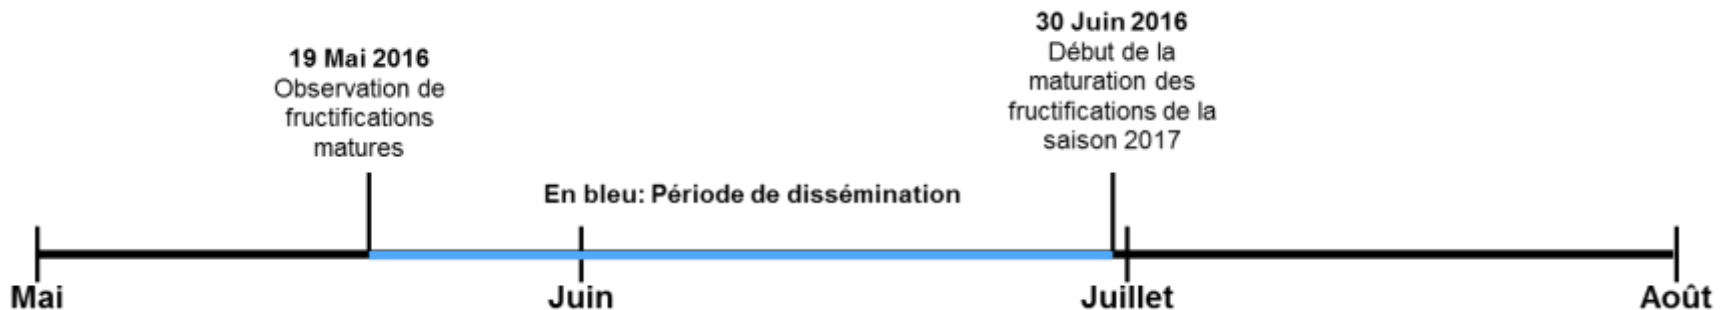 19 Mai 2016
Observation de
fructifications
matures
30 Juin 2016
Début de la
maturation des
fructifications de la
saison 2017
En bleu: Période de dissémination
Mai
Juin
Juillet
Août